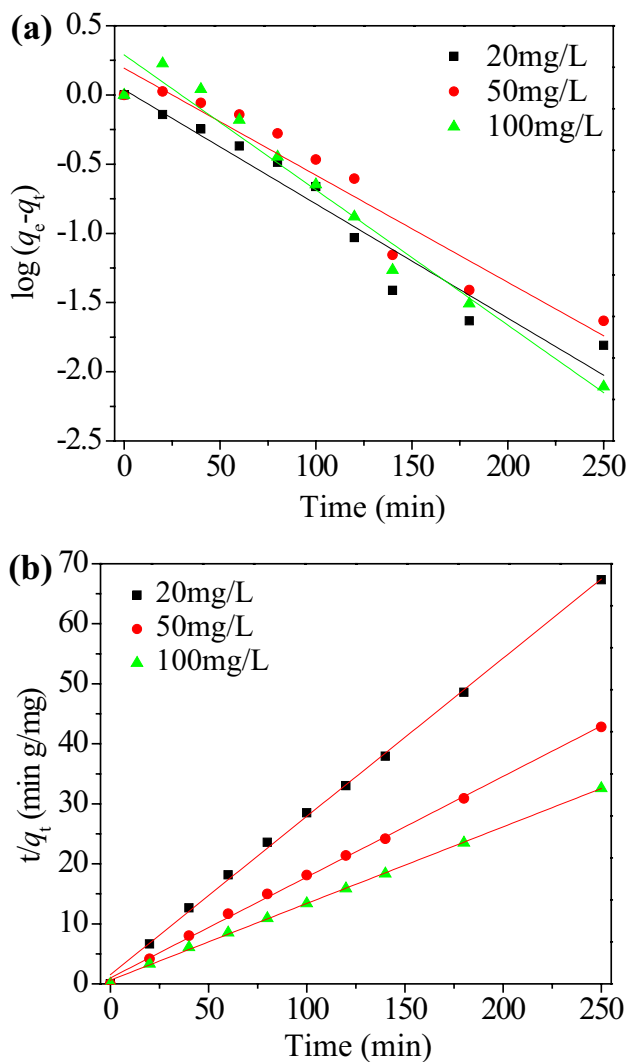 (a)
0.5
0.0
-0.5
-1.0
-1.5
-2.0
-2.5
log (qe-qt)
20mg/L
50mg/L
100mg/L
0 50 100 150 200 250
Time (min)
(b)
70
60
50
40
30
20
10
0
t/qt (min g/mg)
20mg/L
50mg/L
100mg/L
0 50 100 150 200 250
Time (min)